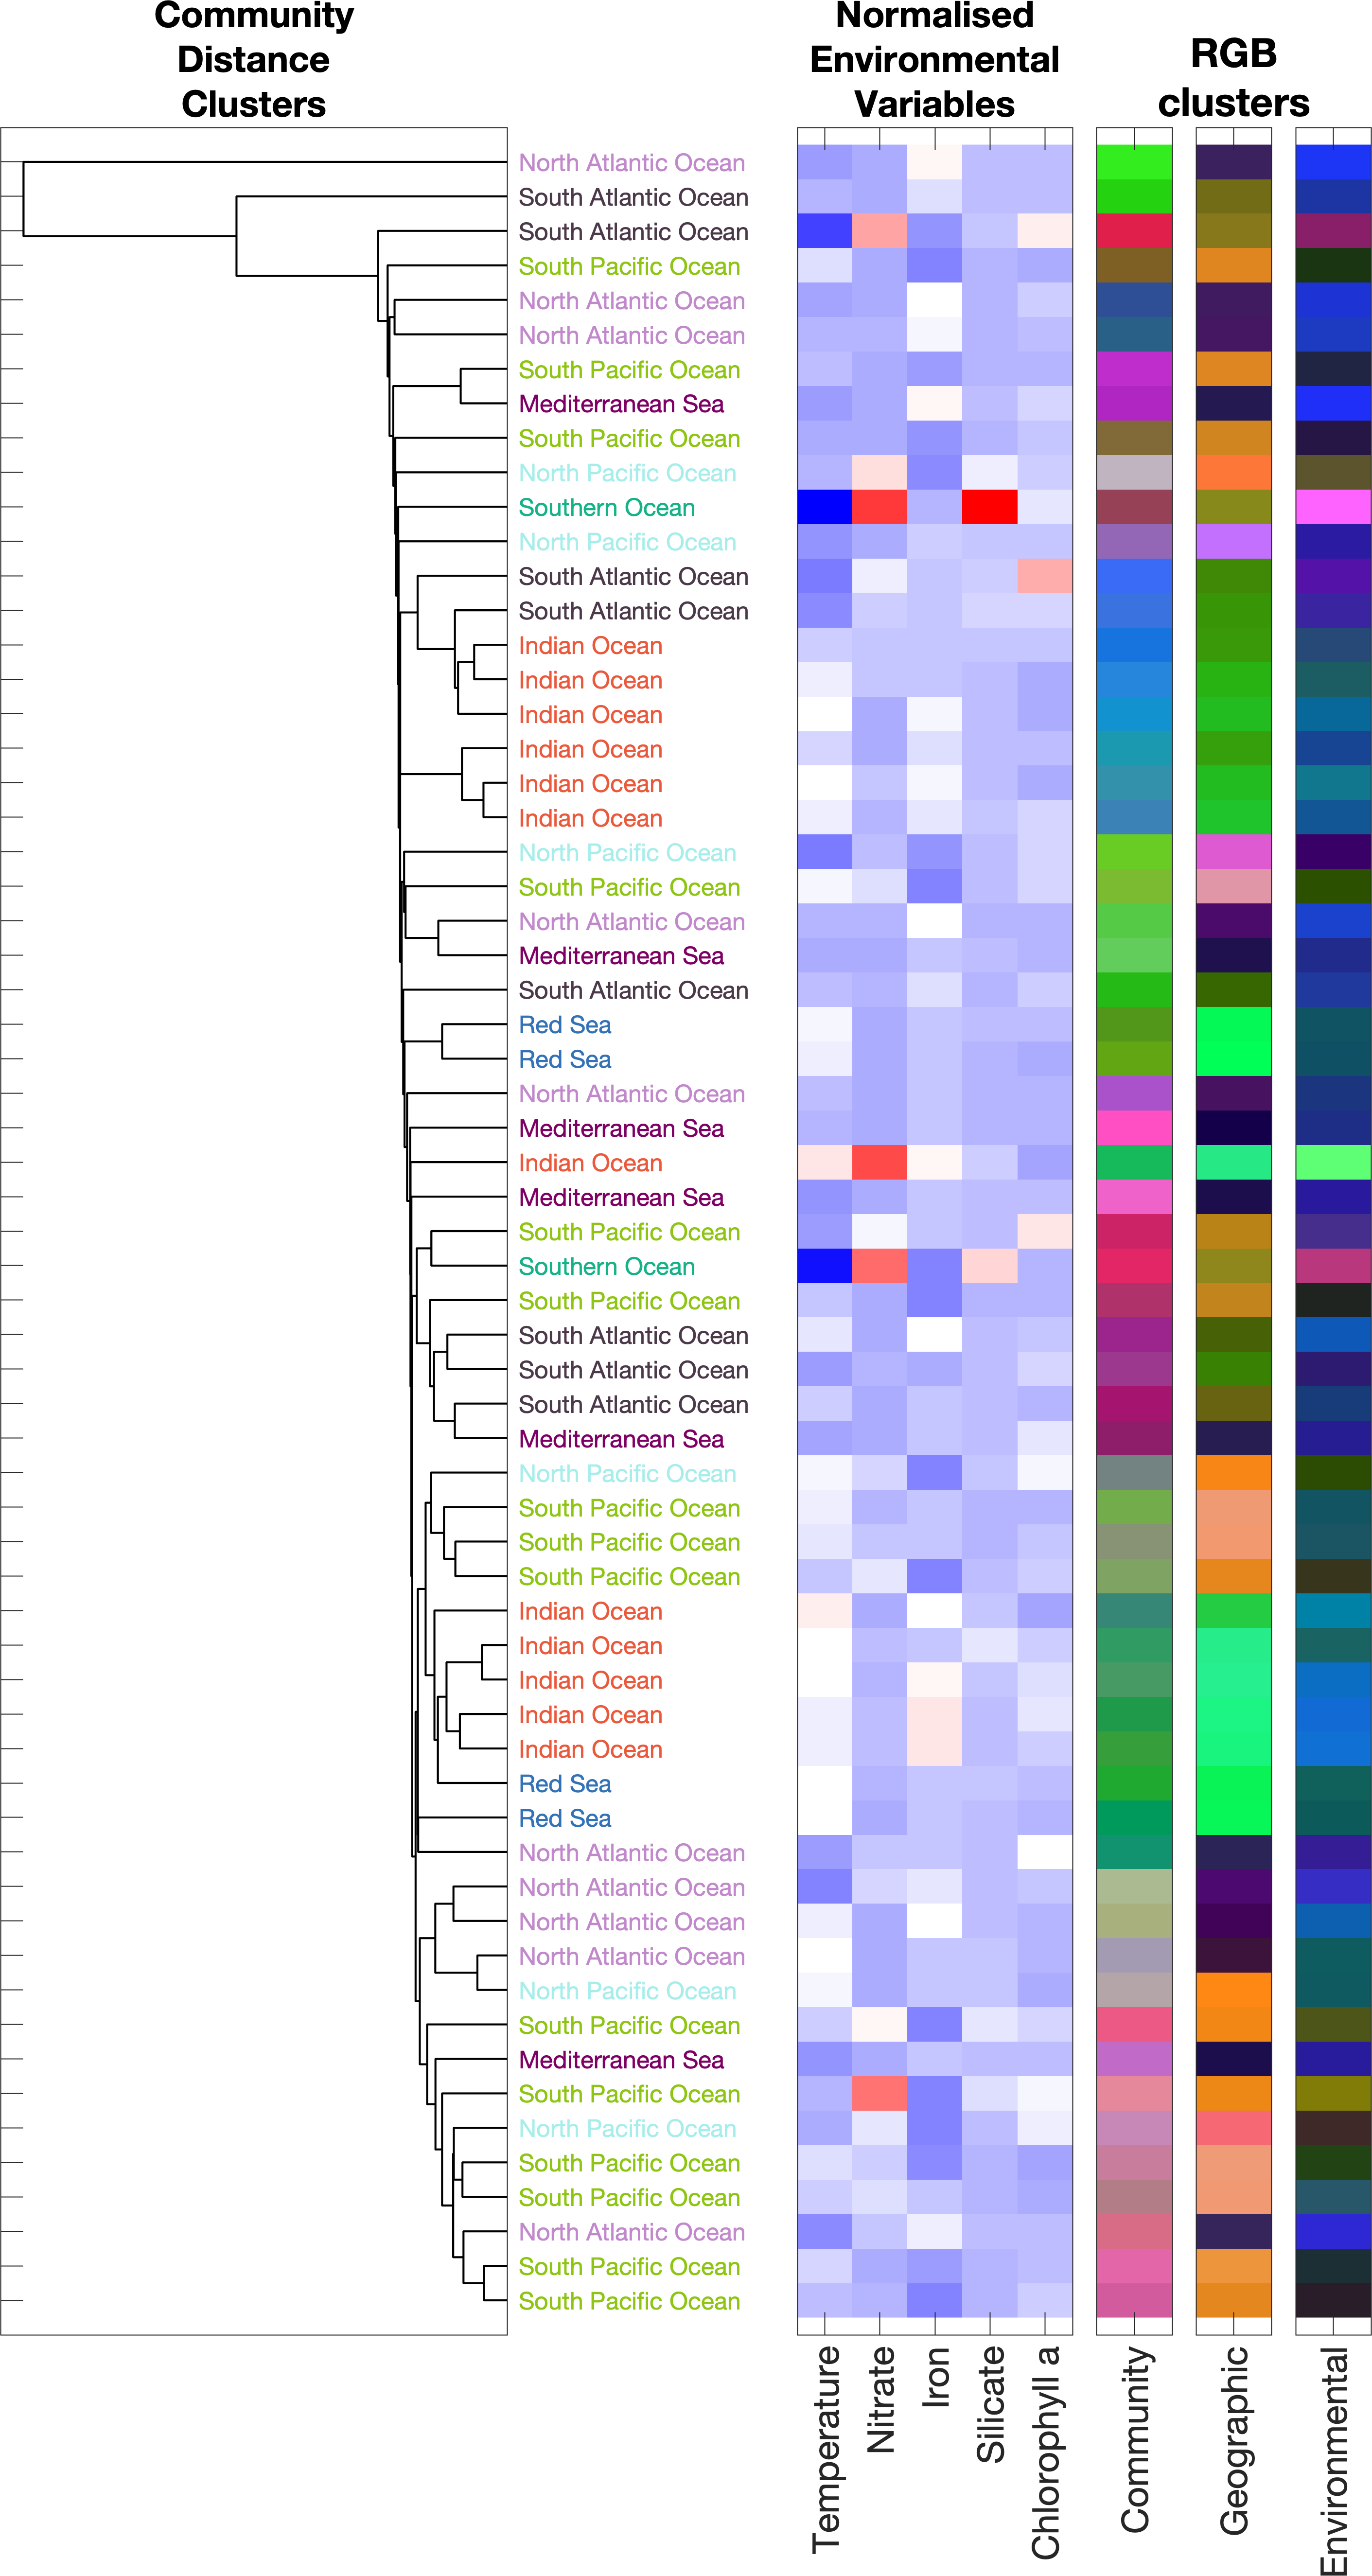 Community
Distance
Clusters
Normalised
Environmental
Variables
RGB
clusters
North Atlantic Ocean
South Atlantic Ocean
South Atlantic Ocean
South Pacific Ocean
North Atlantic Ocean
North Atlantic Ocean
South Pacific Ocean
Mediterranean Sea
South Pacific Ocean
North Pacific Ocean
Southern Ocean
North Pacific Ocean
South Atlantic Ocean
South Atlantic Ocean
Indian Ocean
Indian Ocean
Indian Ocean
Indian Ocean
Indian Ocean
Indian Ocean
North Pacific Ocean
South Pacific Ocean
North Atlantic Ocean
Mediterranean Sea
South Atlantic Ocean
Red Sea
Red Sea
North Atlantic Ocean
Mediterranean Sea
Indian Ocean
Mediterranean Sea
South Pacific Ocean
Southern Ocean
South Pacific Ocean
South Atlantic Ocean
South Atlantic Ocean
South Atlantic Ocean
Mediterranean Sea
North Pacific Ocean
South Pacific Ocean
South Pacific Ocean
South Pacific Ocean
Indian Ocean
Indian Ocean
Indian Ocean
Indian Ocean
Indian Ocean
Red Sea
Red Sea
North Atlantic Ocean
North Atlantic Ocean
North Atlantic Ocean
North Atlantic Ocean
North Pacific Ocean
South Pacific Ocean
Mediterranean Sea
South Pacific Ocean
North Pacific Ocean
South Pacific Ocean
South Pacific Ocean
North Atlantic Ocean
South Pacific Ocean
South Pacific Ocean
Temperature
Nitrate
Iron
Silicate
Chlorophyll a
Community
Geographic
Environmental